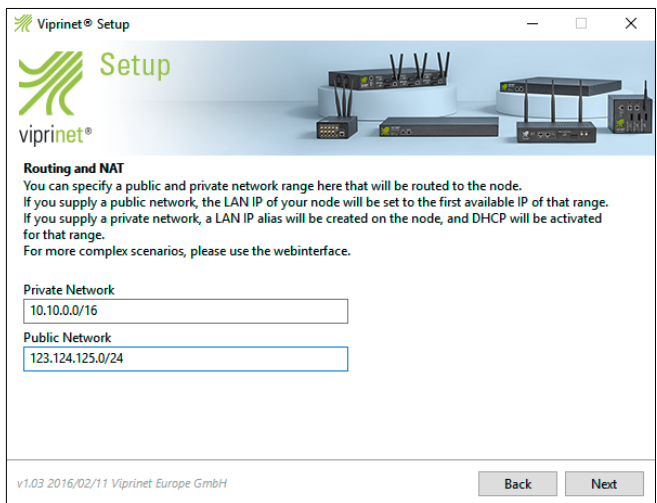 Viprinet® Setup
Setup
viprinet®
Routing and NAT
You can specify a public and private network range here that will be routed to the node.
If you supply a public network, the LAN IP of your node will be set to the first available IP of that range.
If you supply a private network, a LAN IP alias will be created on the node, and DHCP will be activated
for that range.
For more complex scenarios, please use the webinterface.
Private Network
10.10.0.0/16
Public Network
123.124.125.0/24
v1.03 2016/02/11 Viprinet Europe GmbH
Back
Next